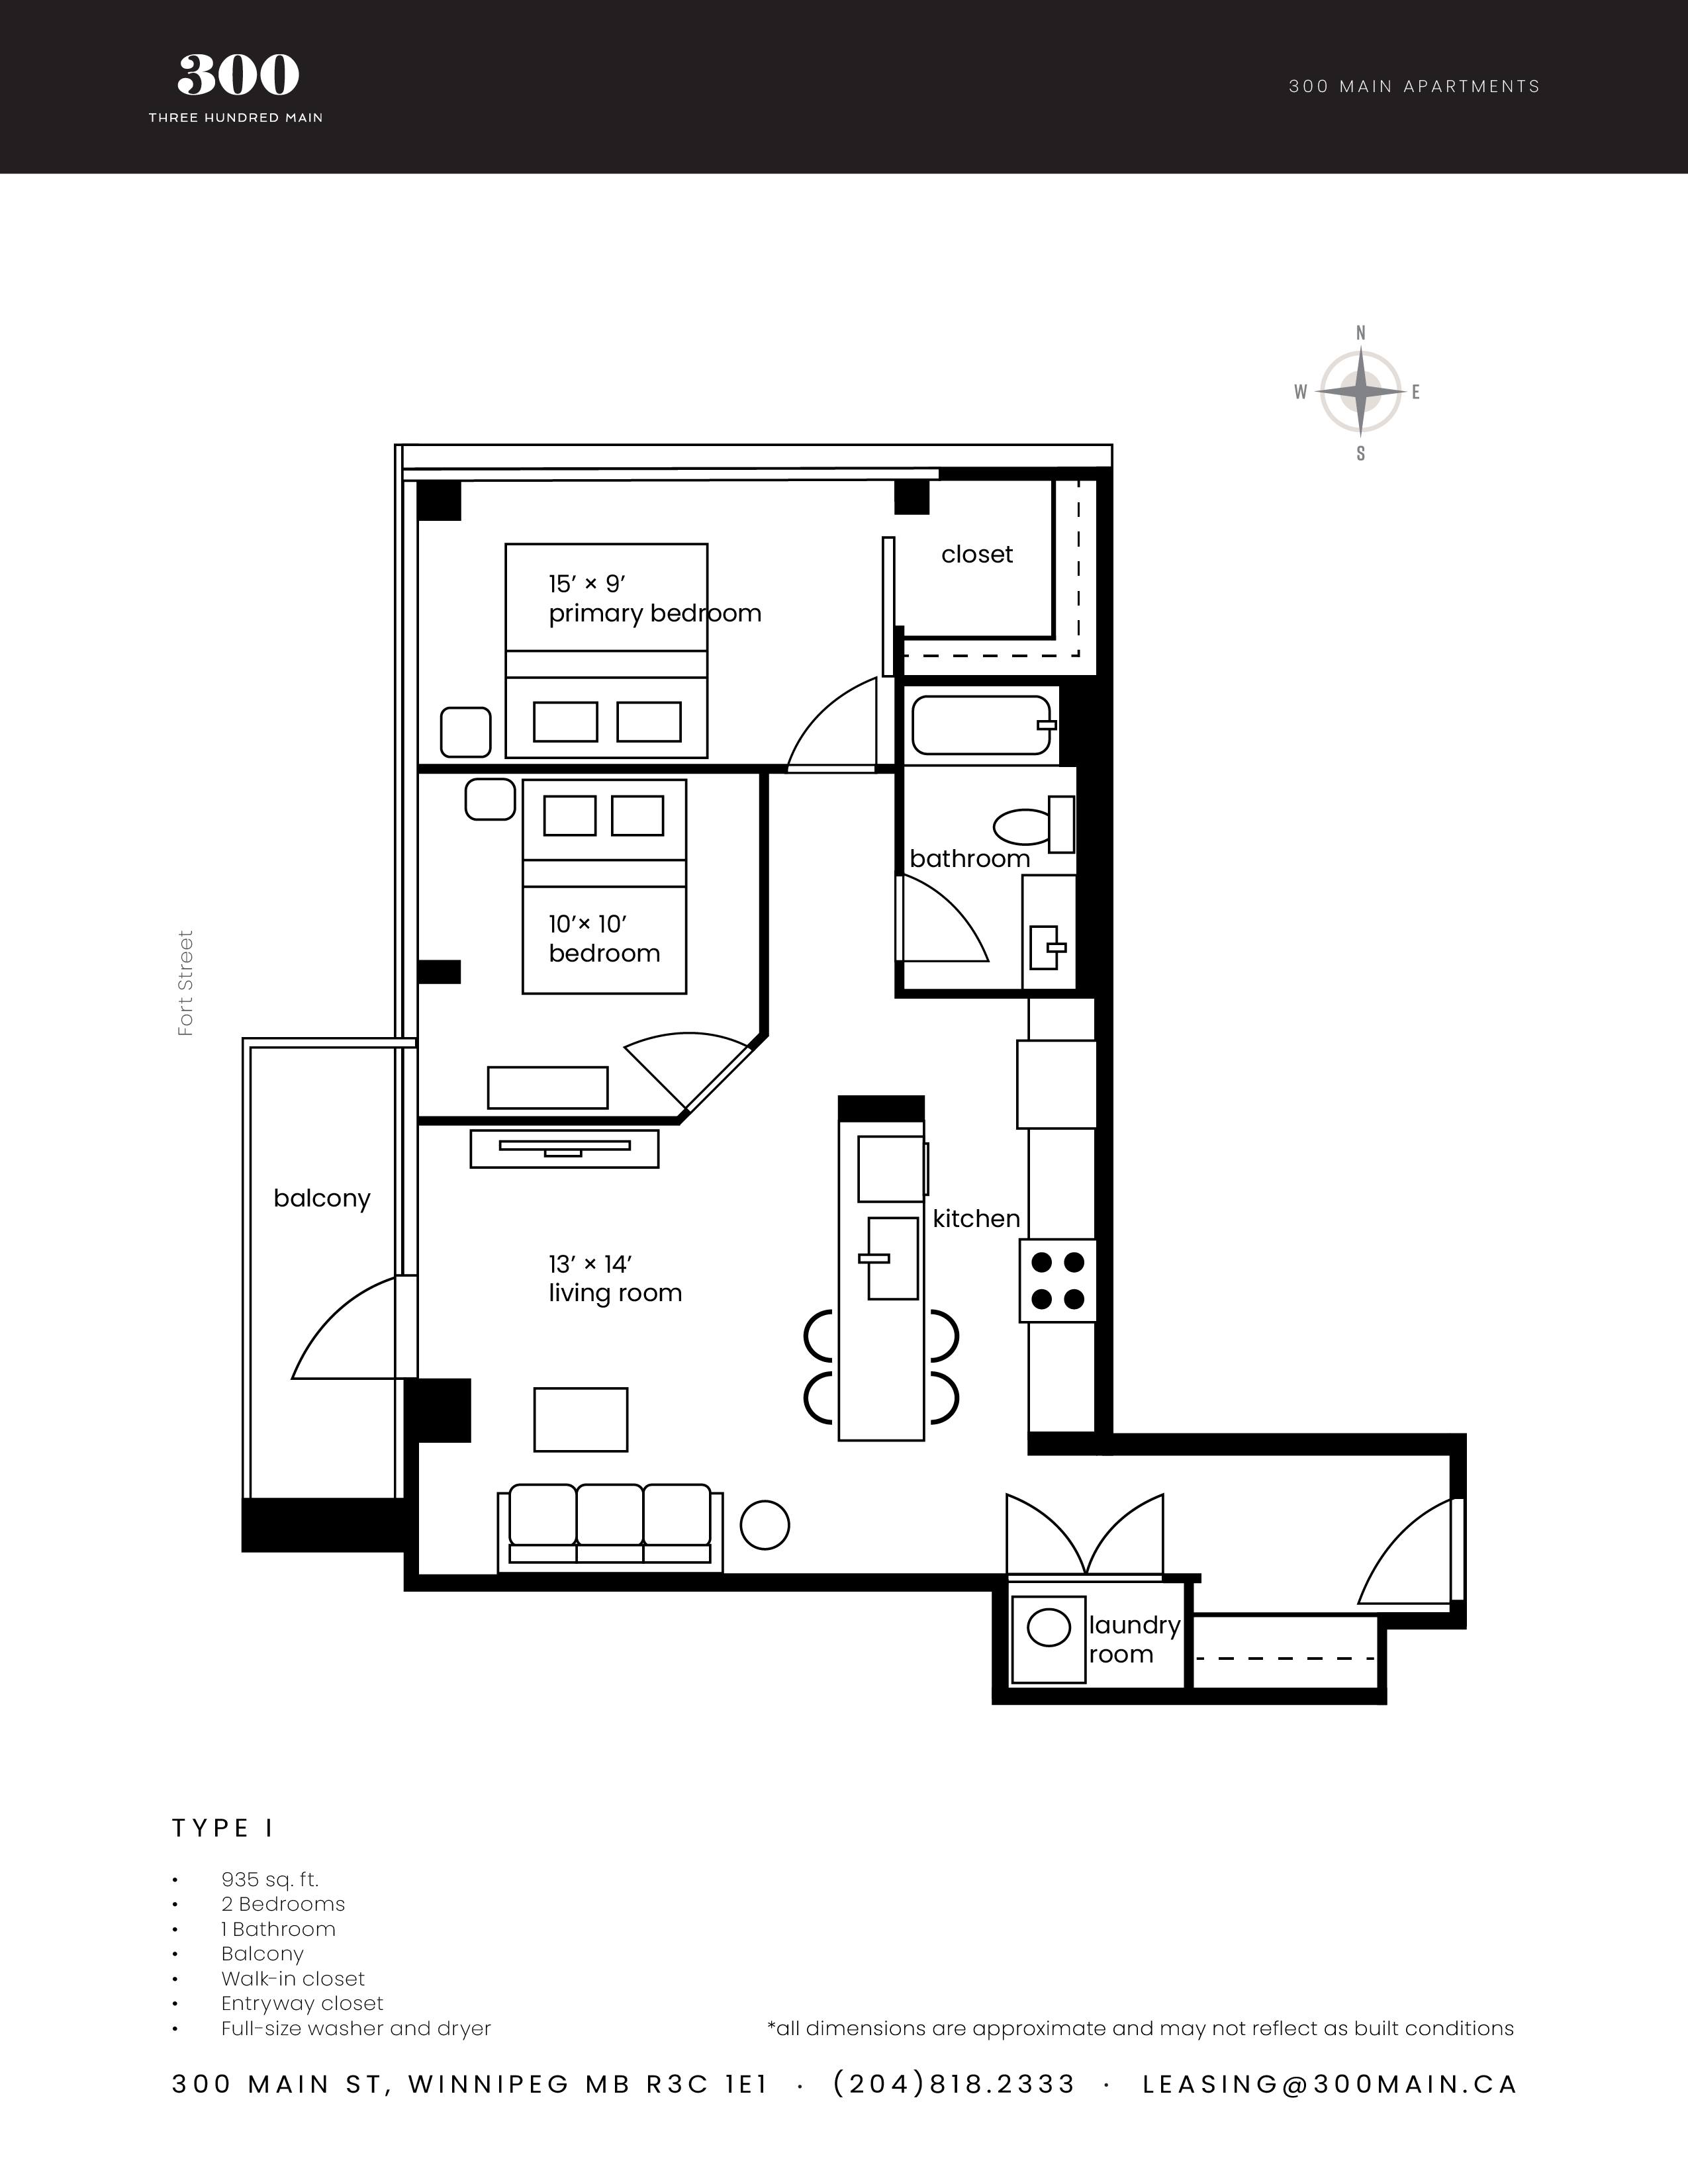 300
THREE HUNDRED MAIN
300 MAIN APARTMENTS
N
W
E
S
closet
15’ × 9’
primary bedroom
bathroom
10’× 10’
bedroom
Fort Street
balcony
kitchen
13’ × 14’
living room
laundry
room
TYPE I
• 935 sq. ft.
• 2 Bedrooms
• 1 Bathroom
• Balcony
• Walk-in closet
• Entryway closet
• Full-size washer and dryer
*all dimensions are approximate and may not reflect as built conditions
300 MAIN ST, WINNIPEG MB R3C 1E1 · (204)818.2333 · LEASING@300MAIN.CA